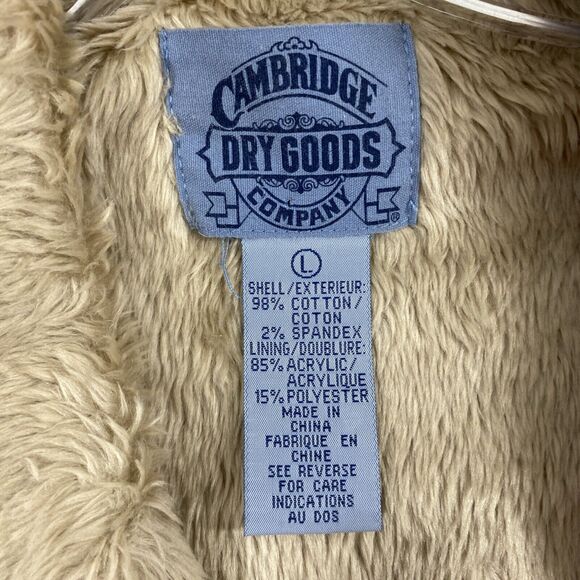 CAMBRIDGE
DRY GOODS
COMPANY
®
L
SHELL/EXTERIEUR:
98% COTTON/
COTON
2% SPANDEX
LINING/DOUBLURE:
85% ACRYLIC/
ACRYLIQUE
15% POLYESTER
MADE IN
CHINA
FABRIQUE EN
CHINE
SEE REVERSE
FOR CARE
INDICATIONS
AU DOS